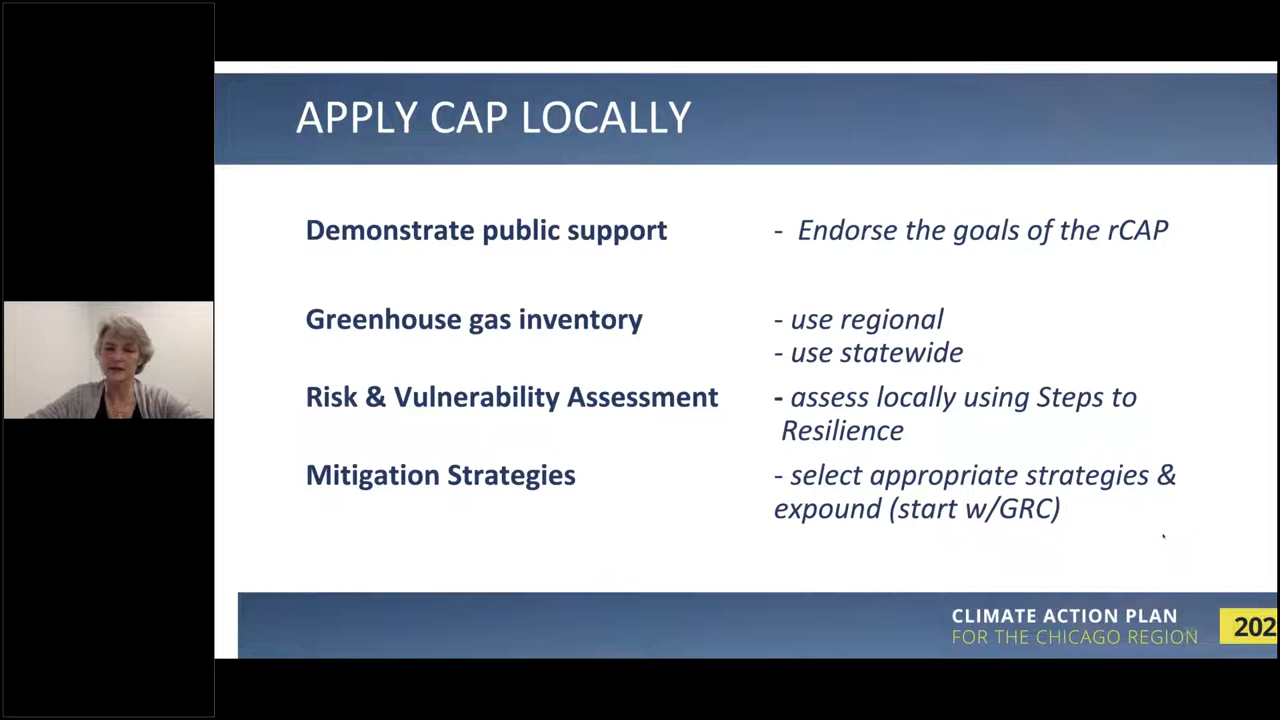 APPLY CAP LOCALLY
Demonstrate public support - Endorse the goals of the rCAP
Greenhouse gas inventory - use regional
- use statewide
Risk & Vulnerability Assessment - assess locally using Steps to
Resilience
Mitigation Strategies - select appropriate strategies &
expound (start w/GRC)
CLIMATE ACTION PLAN
FOR THE CHICAGO REGION
202